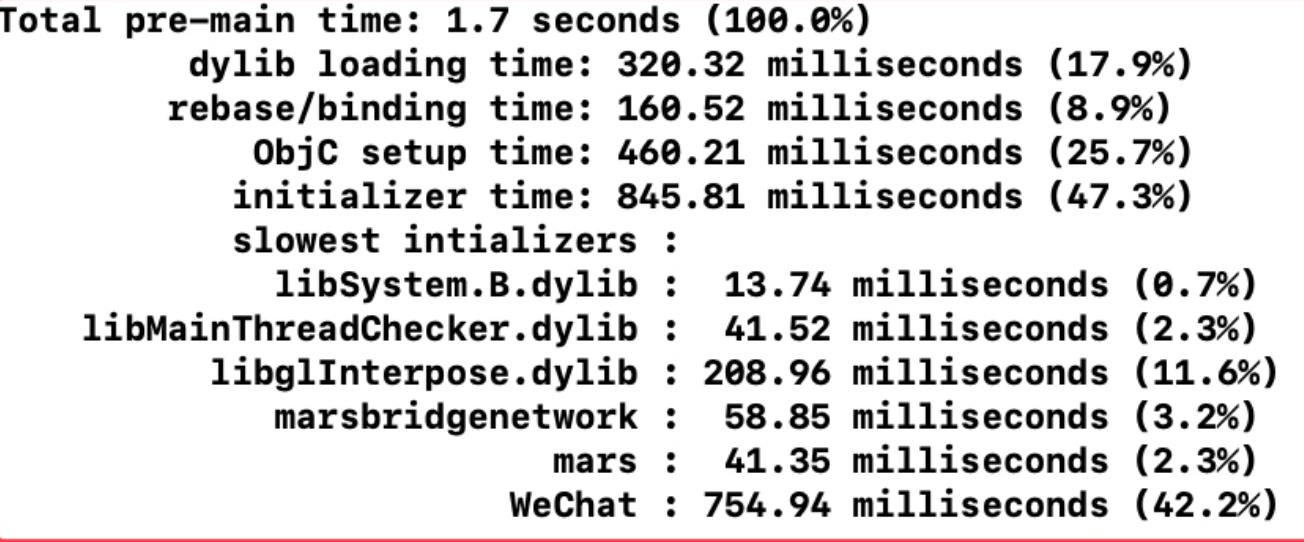 Total pre-main time: 1.7 seconds (100.0%)
dylib loading time: 320.32 milliseconds (17.9%)
rebase/binding time: 160.52 milliseconds (8.9%)
ObjC setup time: 460.21 milliseconds (25.7%)
initializer time: 845.81 milliseconds (47.3%)
slowest intializers :
libSystem.B.dylib : 13.74 milliseconds (0.7%)
libMainThreadChecker.dylib : 41.52 milliseconds (2.3%)
libglInterpose.dylib : 208.96 milliseconds (11.6%)
marsbridgenetwork : 58.85 milliseconds (3.2%)
mars : 41.35 milliseconds (2.3%)
WeChat : 754.94 milliseconds (42.2%)